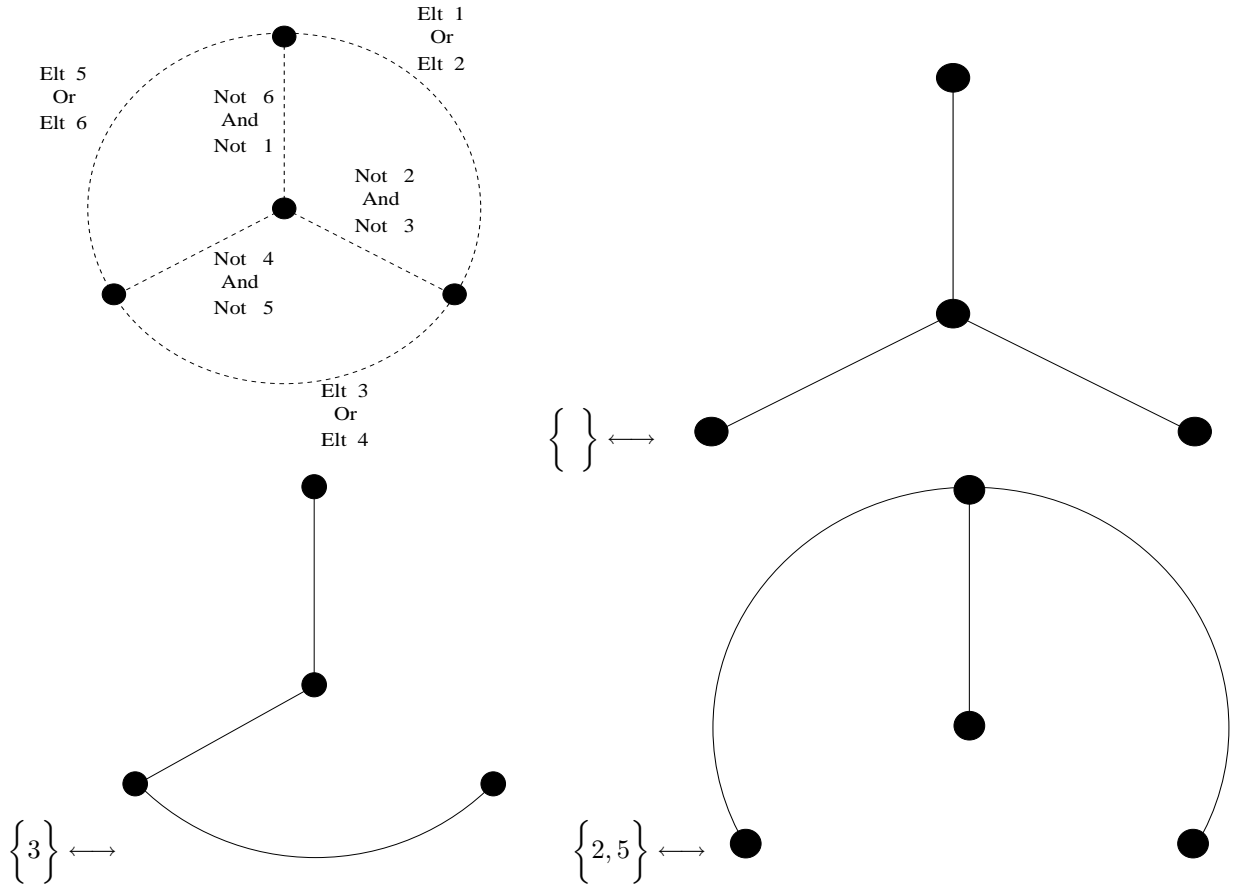 Elt 1
Or
Elt 2
Elt 5
Or
Elt 6
Not 6
And
Not 1
Not 2
And
Not 3
Not 4
And
Not 5
Elt 3
Or
Elt 4
{ } ⟷
{3} ⟷
{2, 5} ⟷